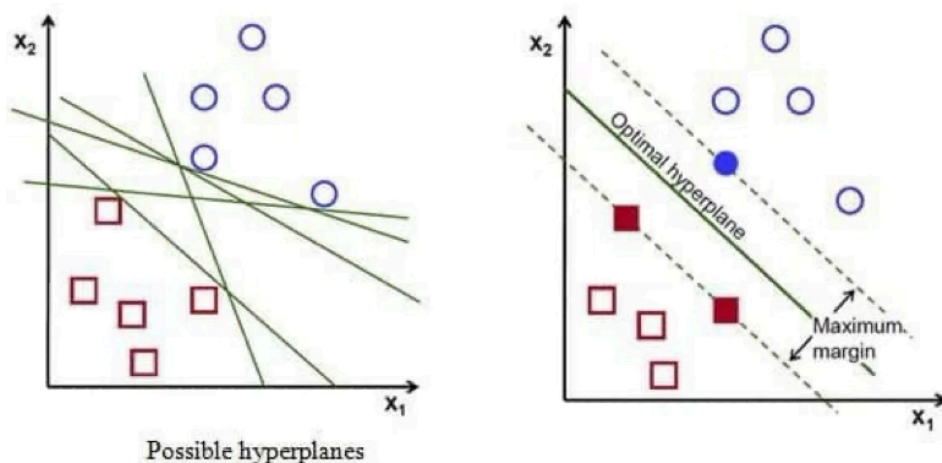 X2
X1
Possible hyperplanes
X2
Optimal hyperplane
Maximum
margin
X1